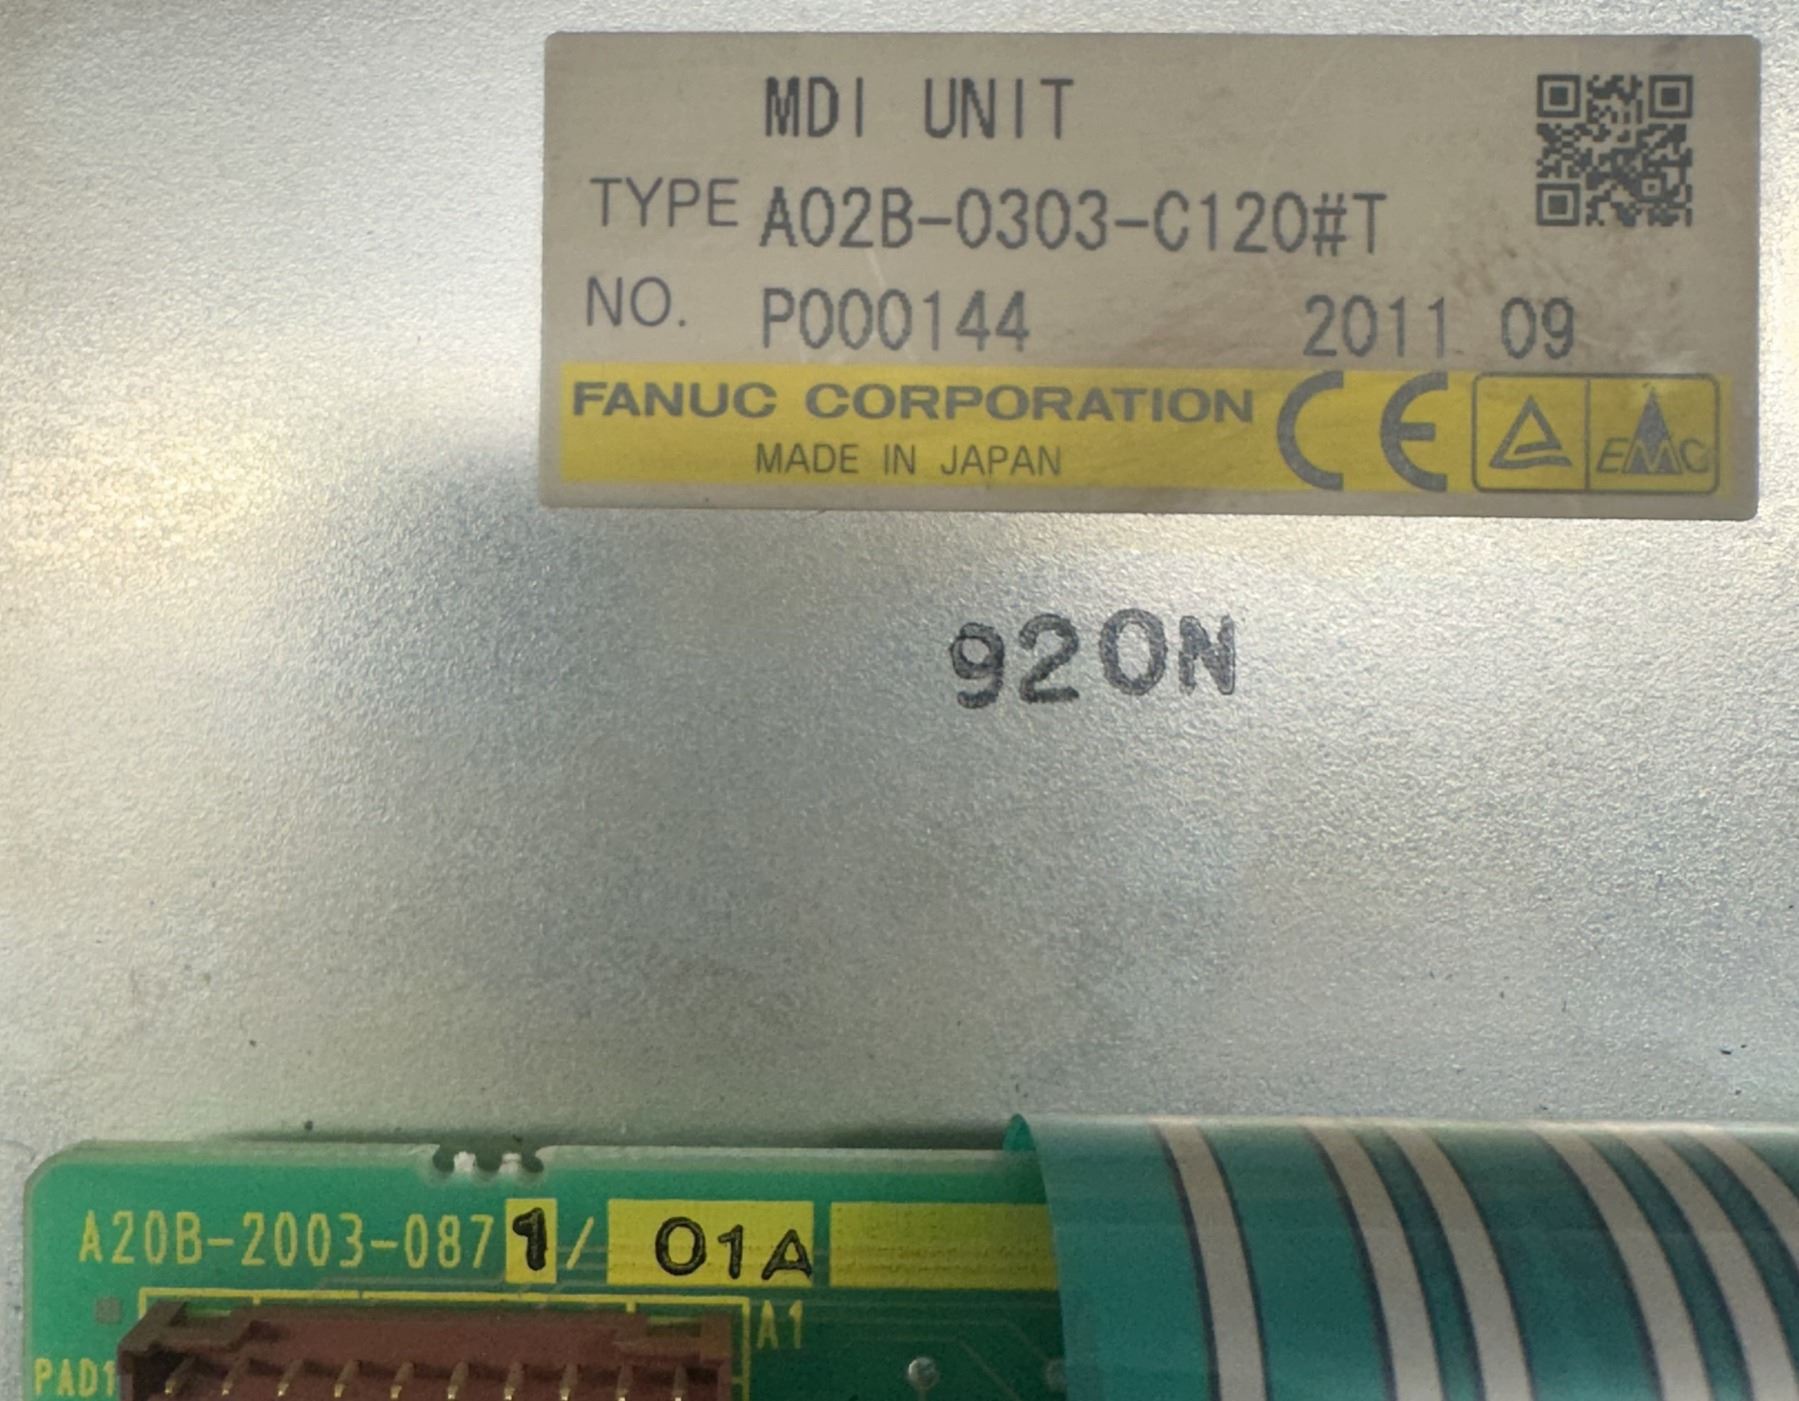 MDI UNIT
TYPE A02B-0303-C120#T
NO. P000144 2011 09
FANUC CORPORATION CE EMC
MADE IN JAPAN
920N
A20B-2003-0871/01A
A1
PAD1